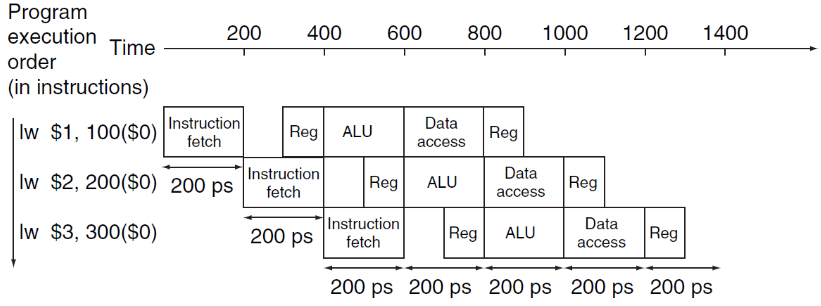 Program
execution
order
(in instructions)
Time
200 400 600 800 1000 1200 1400
lw $1, 100($0)
Instruction
fetch
Reg
ALU
Data
access
Reg
lw $2, 200($0)
200 ps
Instruction
fetch
Reg
ALU
Data
access
Reg
lw $3, 300($0)
200 ps
Instruction
fetch
Reg
ALU
Data
access
Reg
200 ps 200 ps 200 ps 200 ps 200 ps